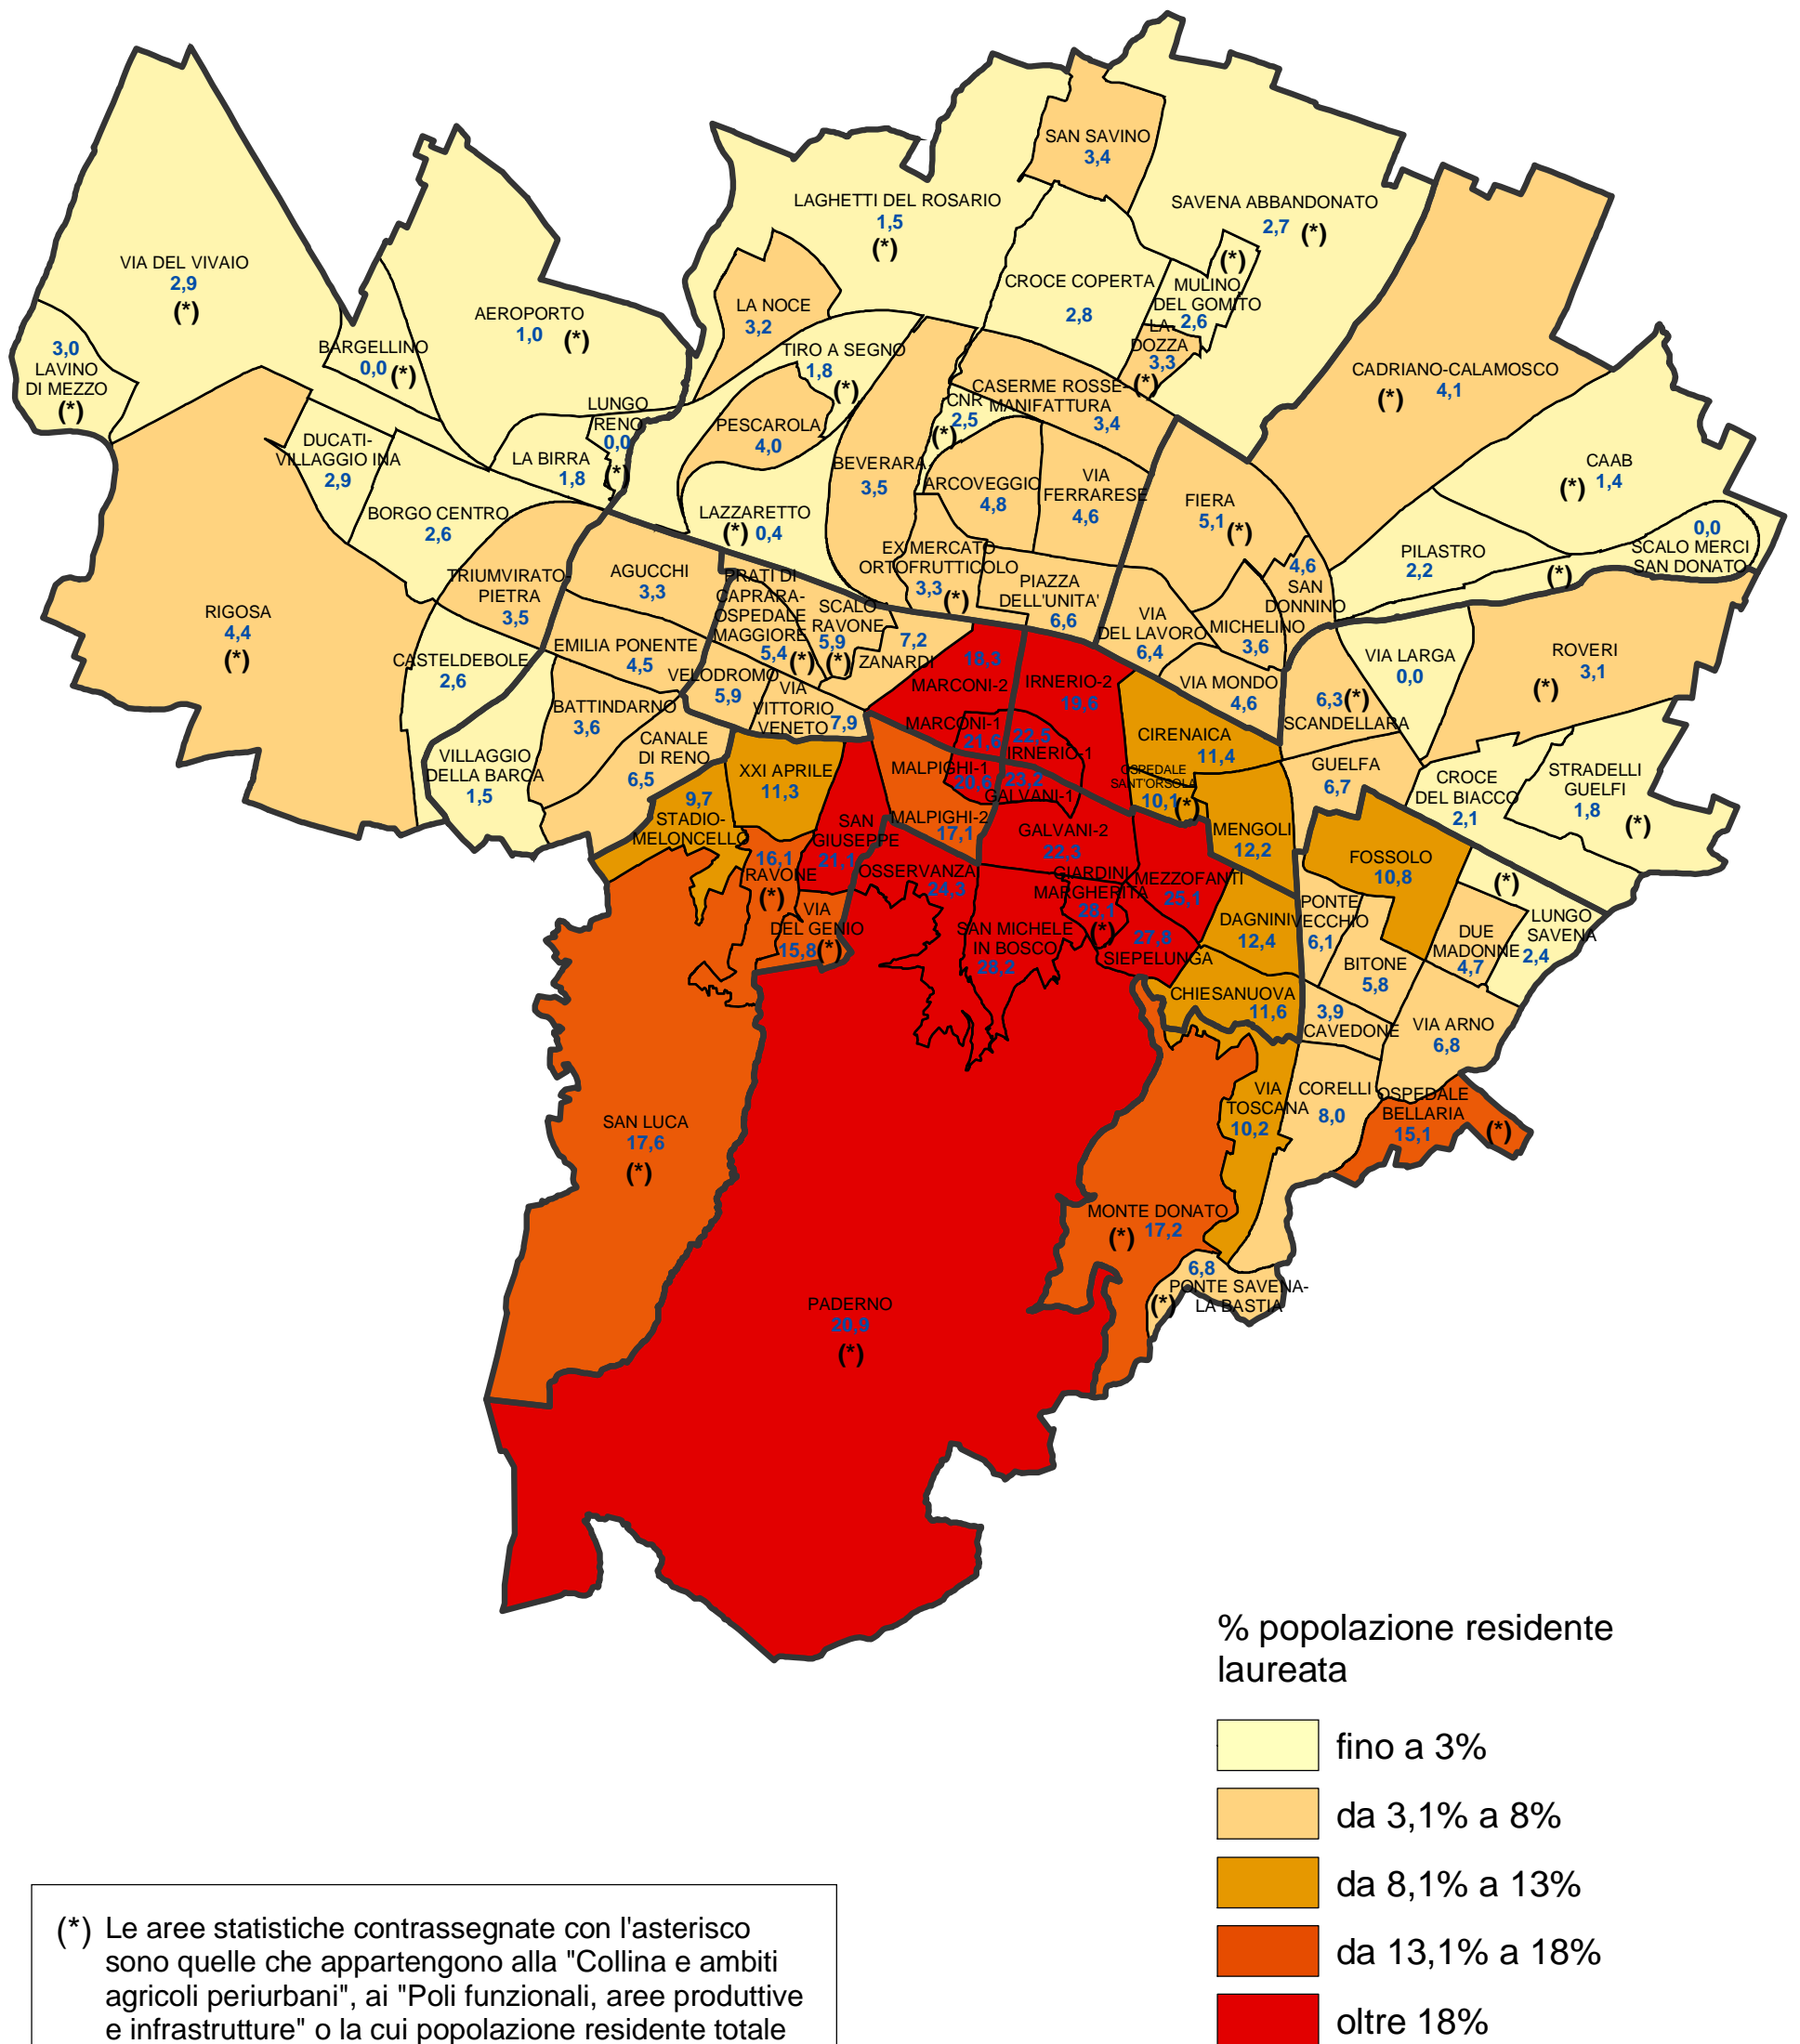 SAN SAVINO
3,4
LAGHETTI DEL ROSARIO
1,5
(*)
SAVENA ABBANDONATO
2,7 (*)
VIA DEL VIVAIO
2,9
(*)
AEROPORTO
1,0 (*)
LA NOCE
3,2
CROCE COPERTA
2,8
(*)
MULINO
DEL GOMITO
2,6
LA
DOZZA
3,3
(*)
3,0
LAVINO
DI MEZZO
(*)
BARGELLINO
0,0 (*)
TIRO A SEGNO
1,8
(*)
CADRIANO-CALAMOSCO
(*) 4,1
CASERME ROSSE-
MANIFATTURA
3,4
CNR
2,5
(*)
LUNGO
RENO
0,0
(*)
PESCAROLA
4,0
DUCATI-
VILLAGGIO INA
2,9
LA BIRRA
1,8
BEVERARA
3,5
ARCOVEGGIO
4,8
VIA
FERRARESE
4,6
FIERA
5,1 (*)
CAAB
(*) 1,4
BORGO CENTRO
2,6
LAZZARETTO
(*) 0,4
0,0
SCALO MERCI
SAN DONATO
(*)
PILASTRO
2,2
EX MERCATO
ORTOFRUTTICOLO
3,3 (*)
PIAZZA
DELL'UNITA'
6,6
4,6
SAN
DONNINO
TRIUMVIRATO-
PIETRA
3,5
AGUCCHI
3,3
PRATI DI
CAPRARA-
OSPEDALE
MAGGIORE
5,4 (*)
SCALO
RAVONE
5,9
(*)
7,2
ZANARDI
VIA
DEL LAVORO
6,4
MICHELINO
3,6
RIGOSA
4,4
(*)
EMILIA PONENTE
4,5
CASTELDEBOLE
2,6
VELODROMO
5,9
VIA
VITTORIO
VENETO 7,9
18,3
MARCONI-2
IRNERIO-2
19,6
VIA MONDO
4,6
VIA LARGA
0,0
ROVERI
(*) 3,1
6,3 (*)
SCANDELLARA
BATTINDARNO
3,6
CANALE
DI RENO
6,5
MARCONI-1
21,6
22,5
IRNERIO-1
CIRENAICA
11,4
VILLAGGIO
DELLA BARCA
1,5
XXI APRILE
11,3
MALPIGHI-1
20,6
23,2
GALVANI-1
OSPEDALE
SANT'ORSOLA
10,1 (*)
GUELFA
6,7
CROCE
DEL BIACCO
2,1
STRADELLI
GUELFI
1,8 (*)
9,7
STADIO-
MELONCELLO
SAN
GIUSEPPE
21,1
MALPIGHI-2
17,1
GALVANI-2
22,3
MENGOLI
12,2
FOSSOLO
10,8
16,1
RAVONE
(*)
OSSERVANZA
24,3
GIARDINI
MARGHERITA
28,1
(*)
MEZZOFANTI
25,1
(*)
VIA
DEL GENIO
15,8 (*)
SAN MICHELE
IN BOSCO
28,2
27,8
SIEPELUNGA
DAGNINI
12,4
PONTE
VECCHIO
6,1
DUE
MADONNE
4,7
LUNGO
SAVENA
2,4
BITONE
5,8
CHIESANUOVA
11,6
3,9
CAVEDONE
VIA ARNO
6,8
SAN LUCA
17,6
(*)
VIA
TOSCANA
10,2
CORELLI
8,0
OSPEDALE
BELLARIA
15,1 (*)
MONTE DONATO
(*) 17,2
6,8
PONTE SAVENA-
LA BASTIA
(*)
PADERNO
20,9
(*)
% popolazione residente
laureata
fino a 3%
da 3,1% a 8%
da 8,1% a 13%
da 13,1% a 18%
oltre 18%
(*) Le aree statistiche contrassegnate con l'asterisco
sono quelle che appartengono alla "Collina e ambiti
agricoli periurbani", ai "Poli funzionali, aree produttive
e infrastrutture" o la cui popolazione residente totale